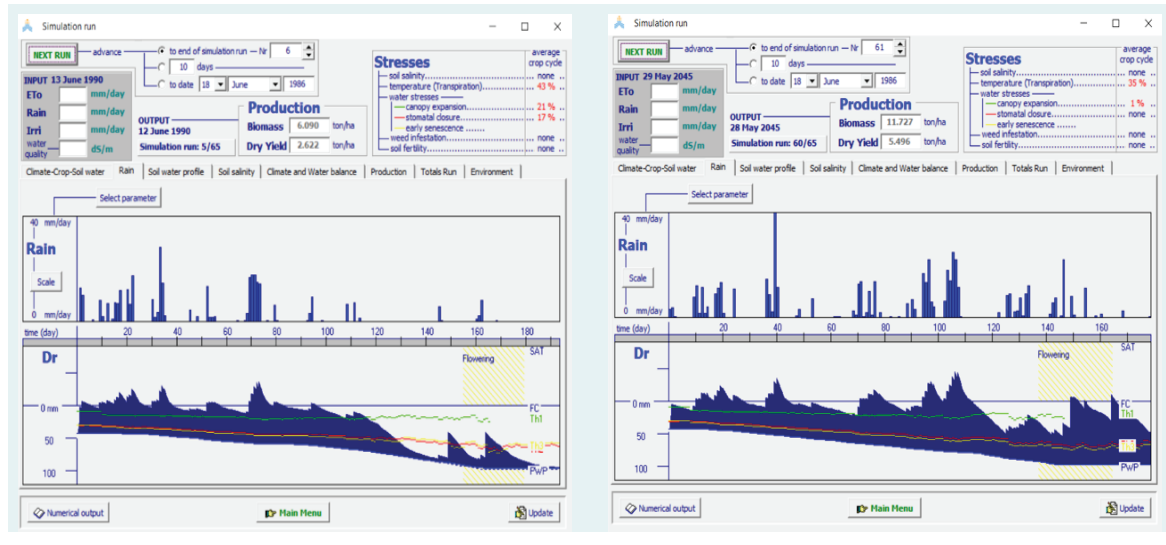 Simulation run
NEXT RUN advance to end of simulation run — Nr 6
10 days
to date 18 June 1986
INPUT 13 June 1990
ETo mm/day
Rain mm/day
Irri mm/day
water quality dS/m
OUTPUT
12 June 1990
Simulation run: 5/65
Production
Biomass 6.090 ton/ha
Dry Yield 2.622 ton/ha
Stresses average crop cycle
soil salinity none
temperature (Transpiration) 43 %
water stresses
canopy expansion 21 %
stomatal closure 17 %
early senescence
weed infestation none
soil fertility none
Climate-Crop-Soil water Rain Soil water profile Soil salinity Climate and Water balance Production Totals Run Environment
Select parameter
40 mm/day
Rain
Scale
0 mm/day
time (day) 20 40 60 80 100 120 140 160 180
Dr Flowering SAT
0 mm FC
Th1
50
100 PWP
Numerical output Main Menu Update
Simulation run
NEXT RUN advance to end of simulation run — Nr 61
10 days
to date 18 June 1986
INPUT 29 May 2045
ETo mm/day
Rain mm/day
Irri mm/day
water quality dS/m
OUTPUT
28 May 2045
Simulation run: 60/65
Production
Biomass 11.727 ton/ha
Dry Yield 5.496 ton/ha
Stresses average crop cycle
soil salinity none
temperature (Transpiration) 35 %
water stresses
canopy expansion 1 %
stomatal closure
early senescence
weed infestation none
soil fertility none
Climate-Crop-Soil water Rain Soil water profile Soil salinity Climate and Water balance Production Totals Run Environment
Select parameter
40 mm/day
Rain
Scale
0 mm/day
time (day) 20 40 60 80 100 120 140 160
Dr Flowering SAT
0 mm FC
Th1
50
100 PWP
Numerical output Main Menu Update